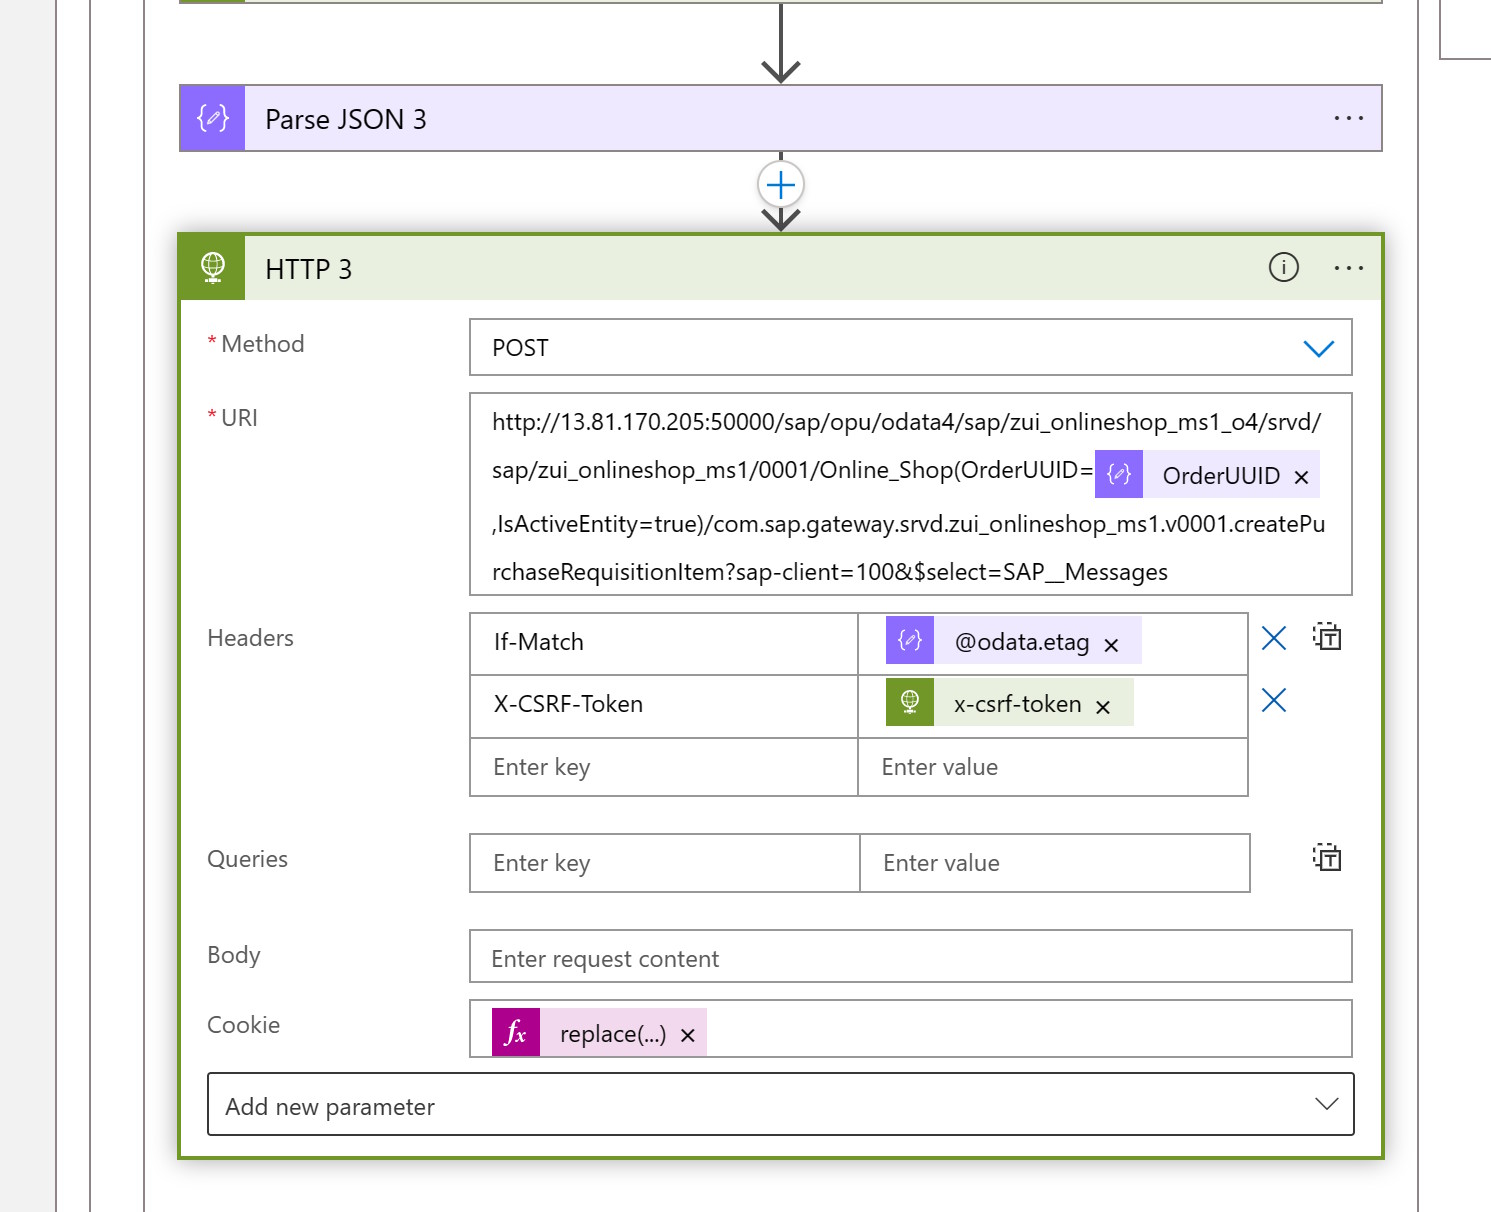 Parse JSON 3
HTTP 3
* Method
POST
* URI
http://13.81.170.205:50000/sap/opu/odata4/sap/zui_onlineshop_ms1_o4/srvd/
sap/zui_onlineshop_ms1/0001/Online_Shop(OrderUUID= OrderUUID ×
,IsActiveEntity=true)/com.sap.gateway.srvd.zui_onlineshop_ms1.v0001.createPu
rchaseRequisitionItem?sap-client=100&$select=SAP__Messages
Headers
If-Match @odata.etag ×
X-CSRF-Token x-csrf-token ×
Enter key Enter value
Queries
Enter key Enter value
Body
Enter request content
Cookie
fx replace(...) ×
Add new parameter